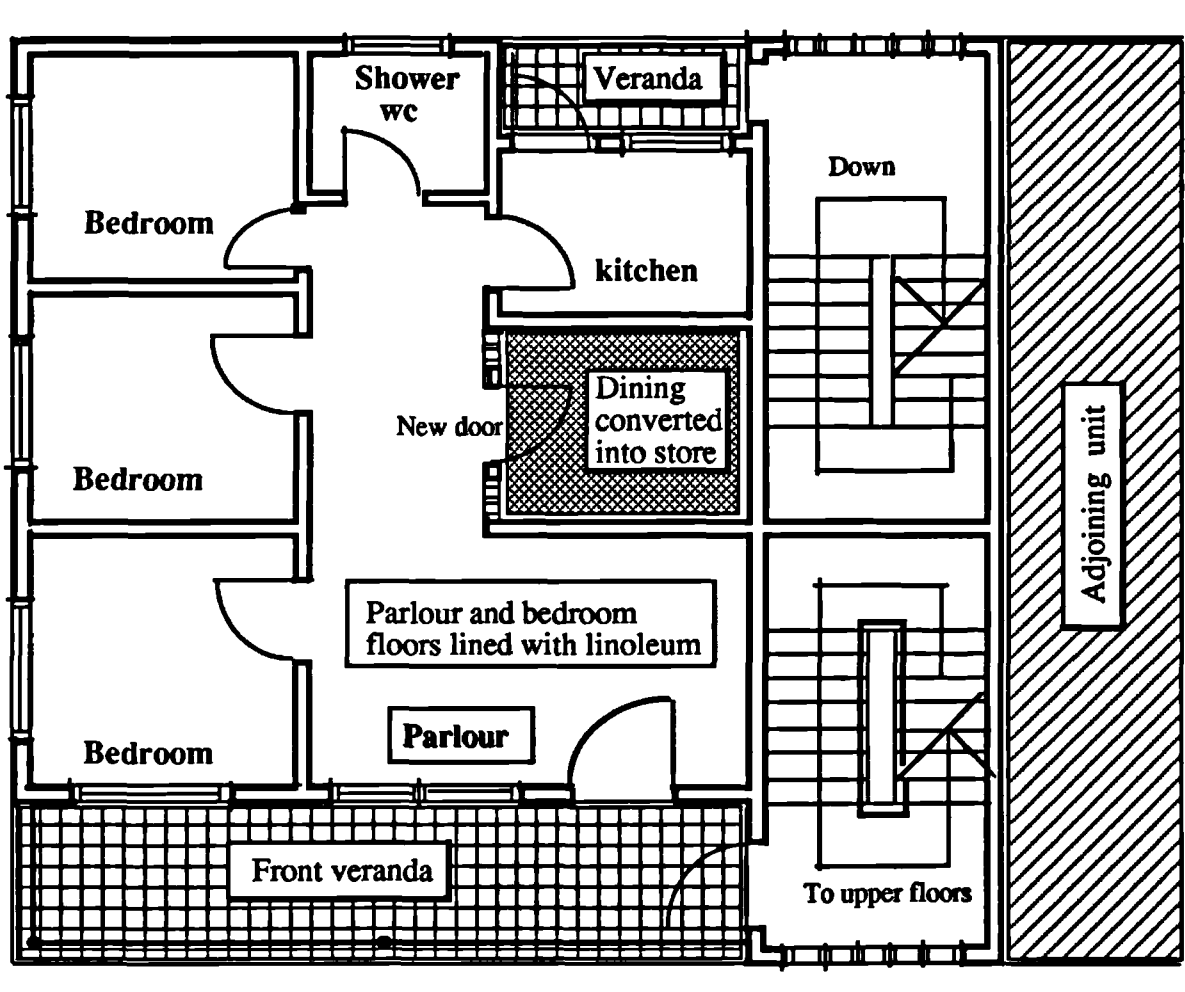 Shower
wc
Veranda
Down
Bedroom
kitchen
Dining
converted
into store
New door
Bedroom
Adjoining unit
Parlour and bedroom
floors lined with linoleum
Parlour
Bedroom
Front veranda
To upper floors